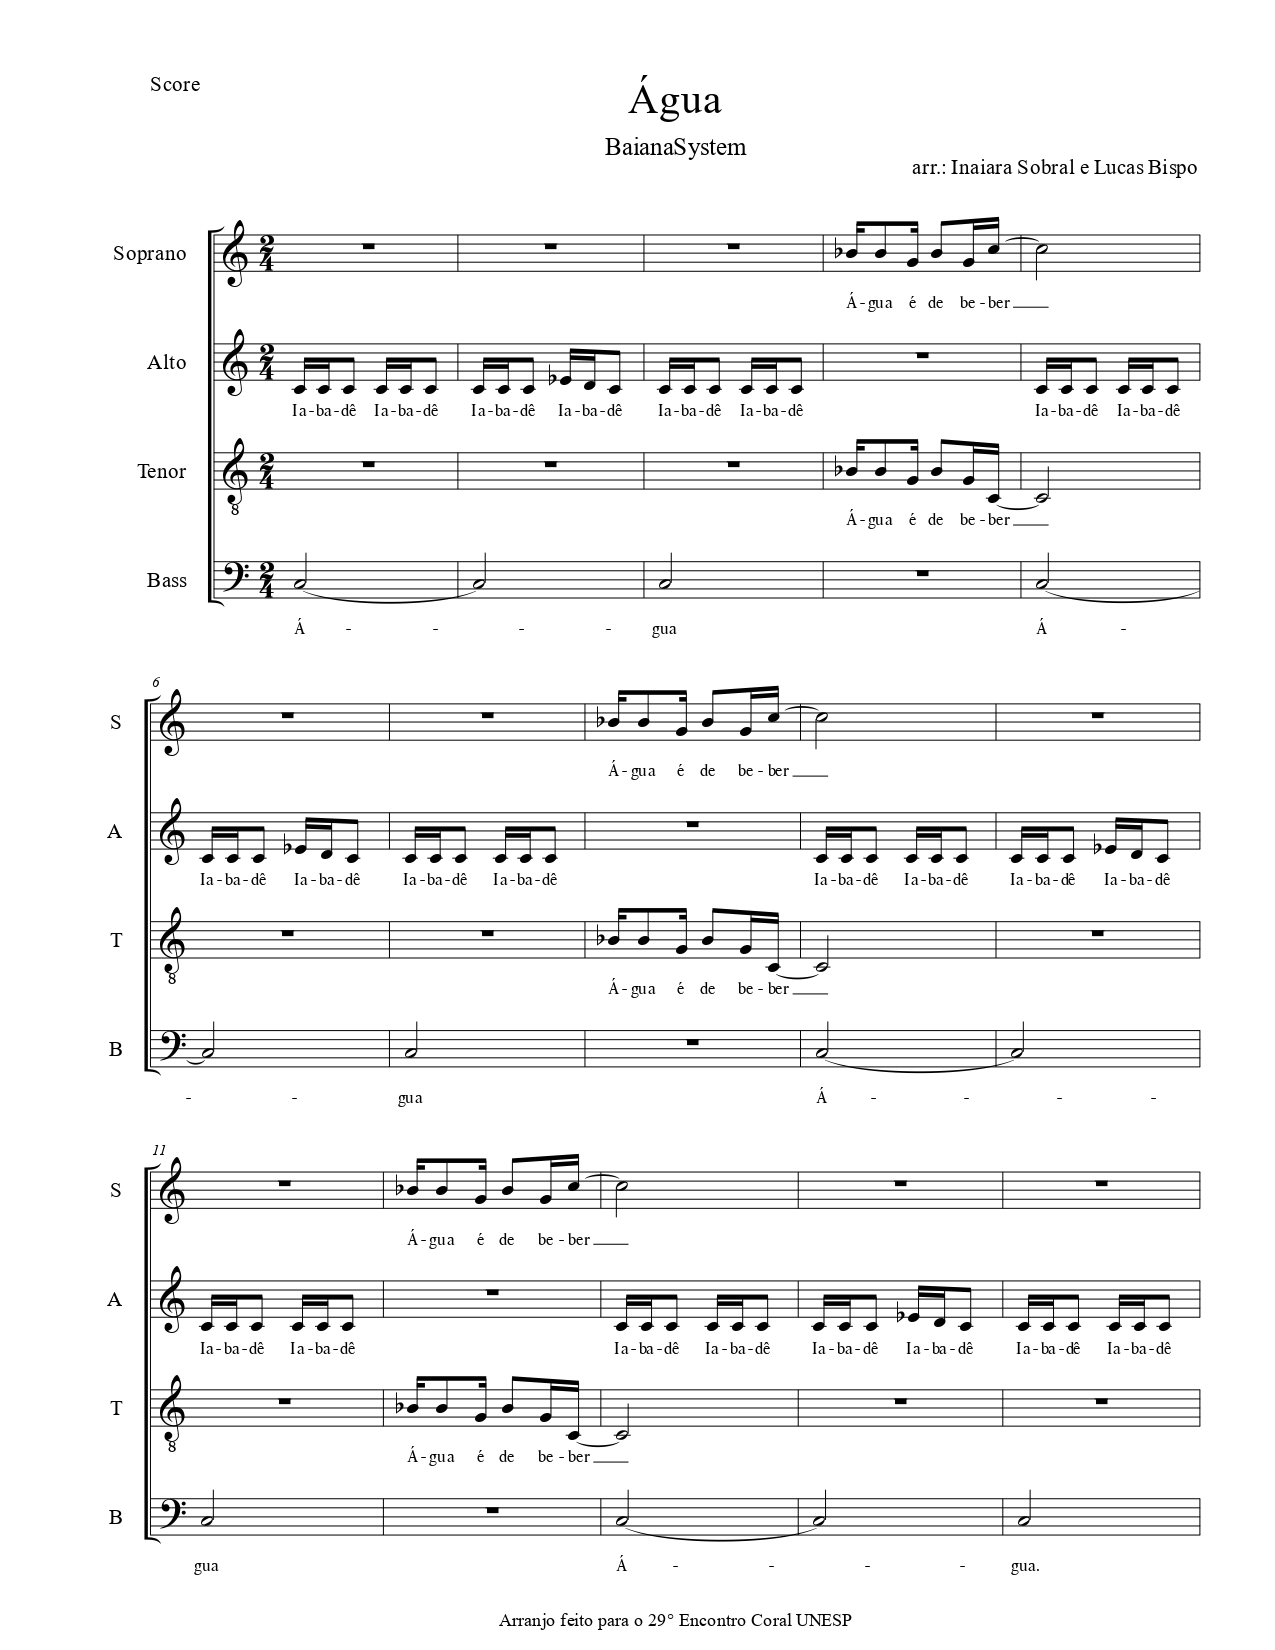 Score
Água
BaianaSystem
arr.: Inaiara Sobral e Lucas Bispo
Soprano
Á - gua é de be - ber
Alto
Ia - ba - dê Ia - ba - dê Ia - ba - dê Ia - ba - dê Ia - ba - dê Ia - ba - dê Ia - ba - dê Ia - ba - dê
Tenor
Á - gua é de be - ber
Bass
Á - - - - gua Á -
6
S
Á - gua é de be - ber
A
Ia - ba - dê Ia - ba - dê Ia - ba - dê Ia - ba - dê Ia - ba - dê Ia - ba - dê Ia - ba - dê Ia - ba - dê
T
Á - gua é de be - ber
B
- - gua Á - - - -
11
S
Á - gua é de be - ber
A
Ia - ba - dê Ia - ba - dê Ia - ba - dê Ia - ba - dê Ia - ba - dê Ia - ba - dê Ia - ba - dê Ia - ba - dê
T
Á - gua é de be - ber
B
gua Á - - - - gua.
Arranjo feito para o 29° Encontro Coral UNESP